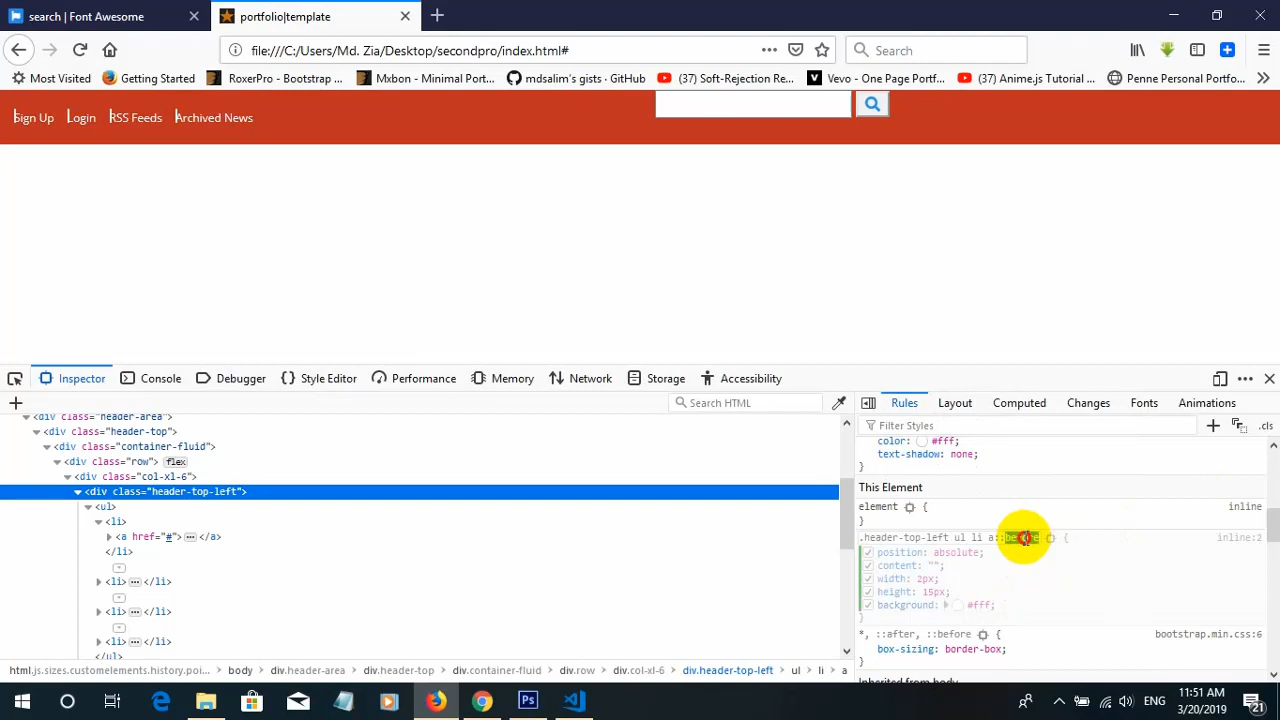 search | Font Awesome
portfolio|template
file:///C:/Users/Md. Zia/Desktop/secondpro/index.html#
Search
Most Visited
Getting Started
RoxerPro - Bootstrap ...
Mxbon - Minimal Port...
mdsalim's gists · GitHub
(37) Soft-Rejection Re...
Vevo - One Page Portf...
(37) Anime.js Tutorial ...
Penne Personal Portfo...
Sign Up Login RSS Feeds Archived News
Inspector Console Debugger Style Editor Performance Memory Network Storage Accessibility
Search HTML
Rules Layout Computed Changes Fonts Animations
Filter Styles
.cls
<div class="header-area">
<div class="header-top">
<div class="container-fluid">
<div class="row"> flex
<div class="col-xl-6">
<div class="header-top-left">
<ul>
<li>
<a href="#"> </a>
</li>
<li> </li>
<li> </li>
<li> </li>
</ul>
color: #fff;
text-shadow: none;
}
This Element
element { inline
}
.header-top-left ul li a::before { inline:2
position: absolute;
content: "";
width: 2px;
height: 15px;
background: #fff;
}
*, ::after, ::before { bootstrap.min.css:6
box-sizing: border-box;
}
Inherited from body
html.js.sizes.customelements.history.poi... body div.header-area div.header-top div.container-fluid div.row div.col-xl-6 div.header-top-left ul li a
ENG
11:51 AM
3/20/2019
21